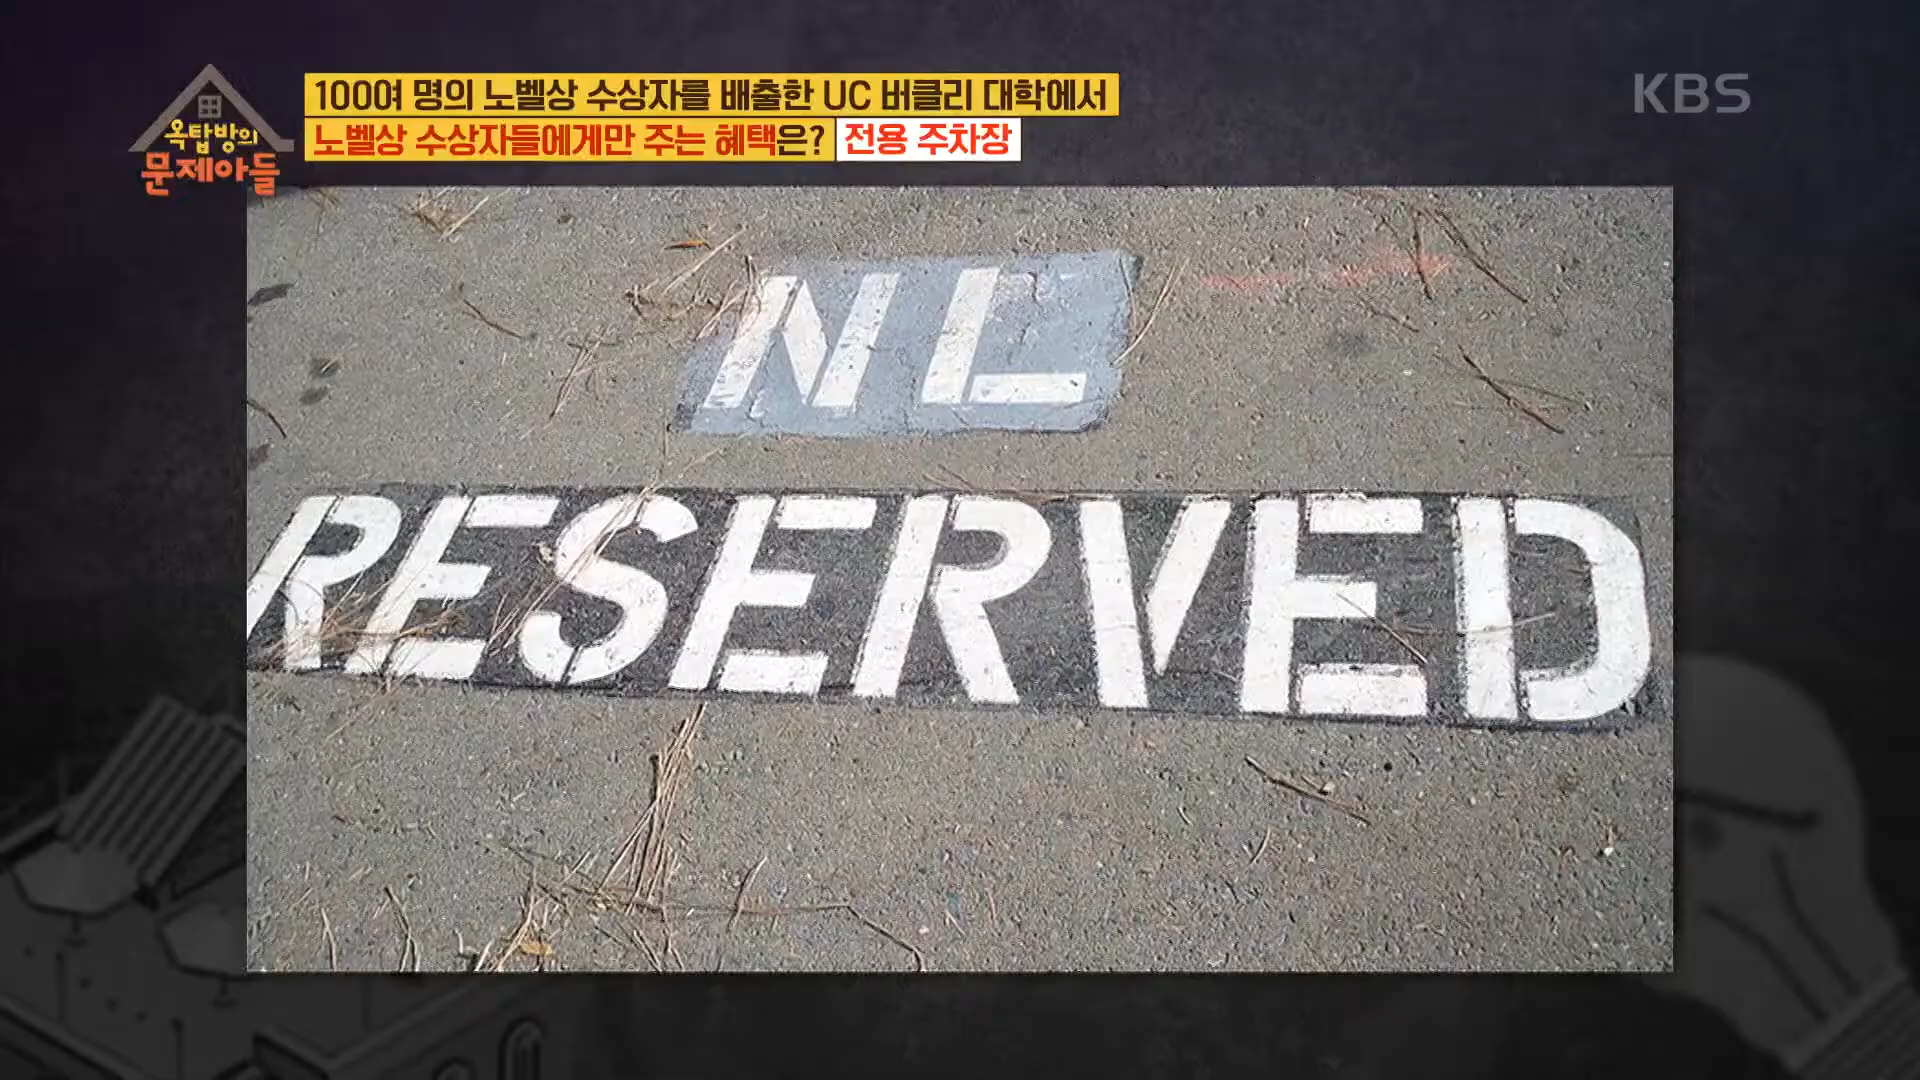 100여 명의 노벨상 수상자를 배출한 UC 버클리 대학에서
노벨상 수상자들에게만 주는 혜택은? 전용 주차장
옥탑방의
문제아들
KBS
NL
RESERVED